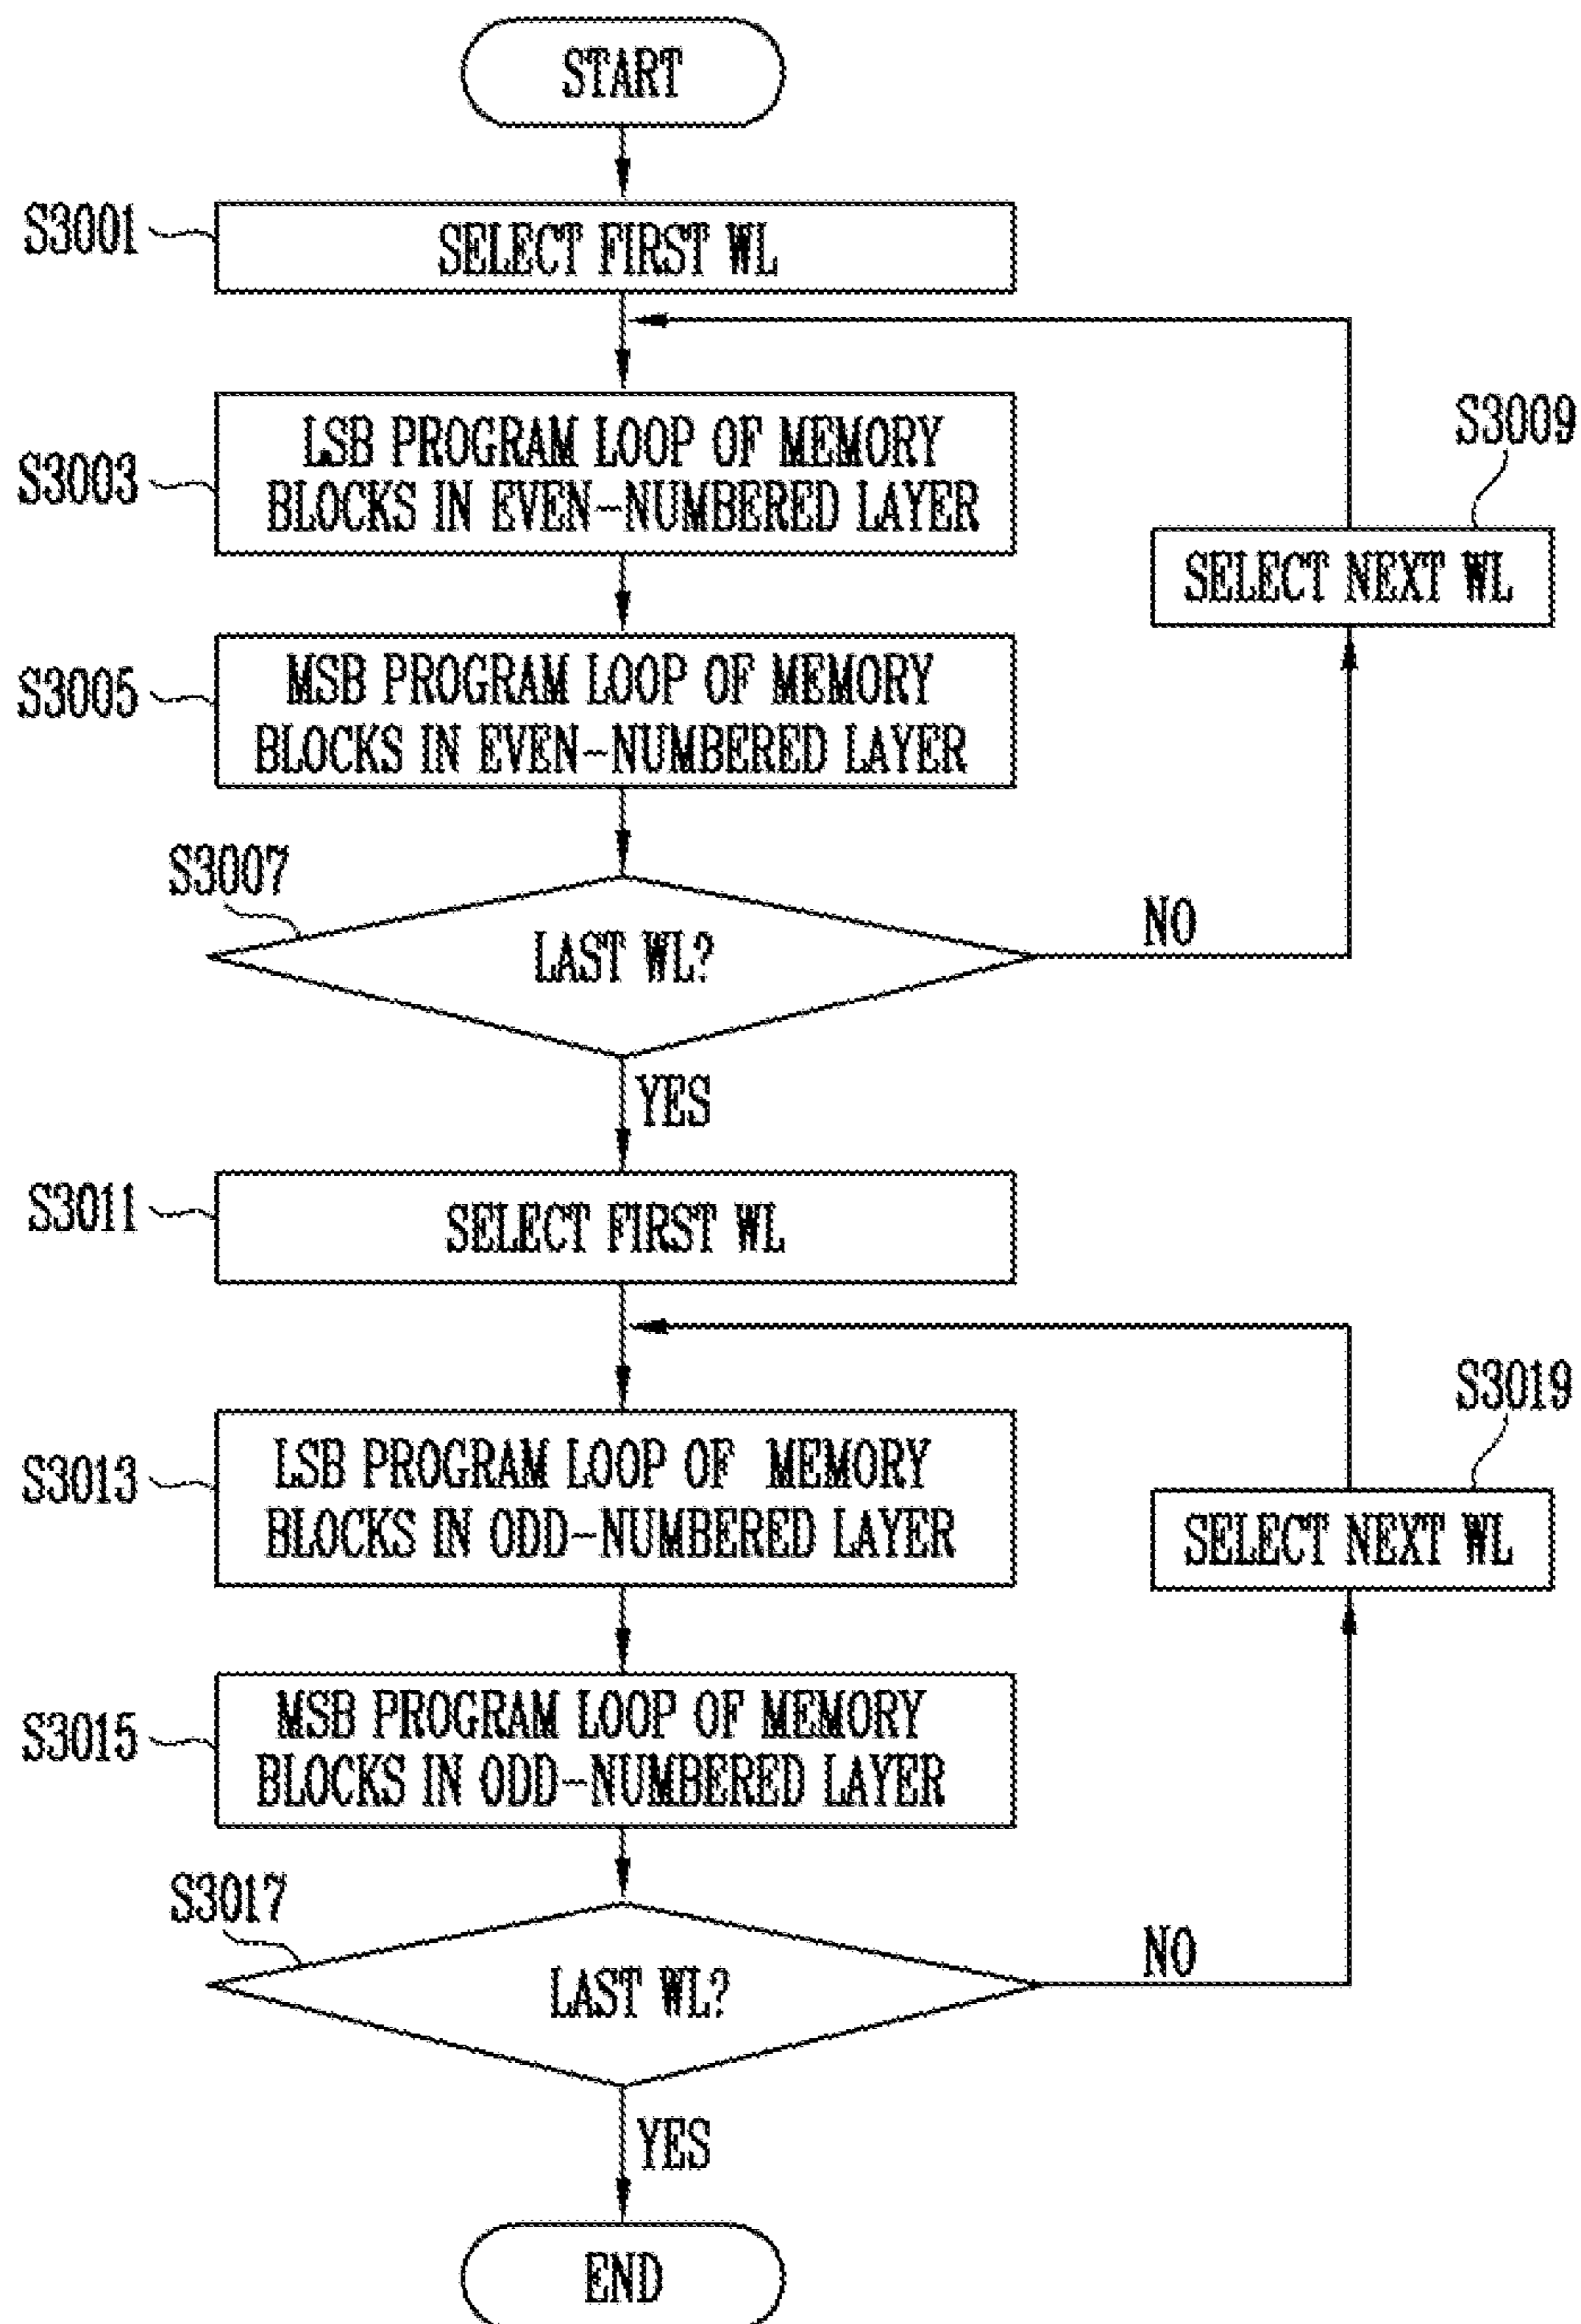 START
S3001
SELECT FIRST WL
S3003
LSB PROGRAM LOOP OF MEMORY
BLOCKS IN EVEN-NUMBERED LAYER
S3009
SELECT NEXT WL
S3005
MSB PROGRAM LOOP OF MEMORY
BLOCKS IN EVEN-NUMBERED LAYER
S3007
LAST WL?
NO
YES
S3011
SELECT FIRST WL
S3013
LSB PROGRAM LOOP OF MEMORY
BLOCKS IN ODD-NUMBERED LAYER
S3019
SELECT NEXT WL
S3015
MSB PROGRAM LOOP OF MEMORY
BLOCKS IN ODD-NUMBERED LAYER
S3017
LAST WL?
NO
YES
END